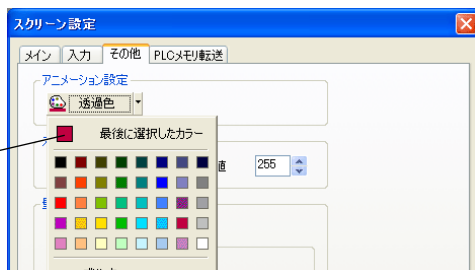 スクリーン設定
メイン 入力 その他 PLCメモリ転送
アニメーション設定
透過色
最後に選択したカラー
値 255